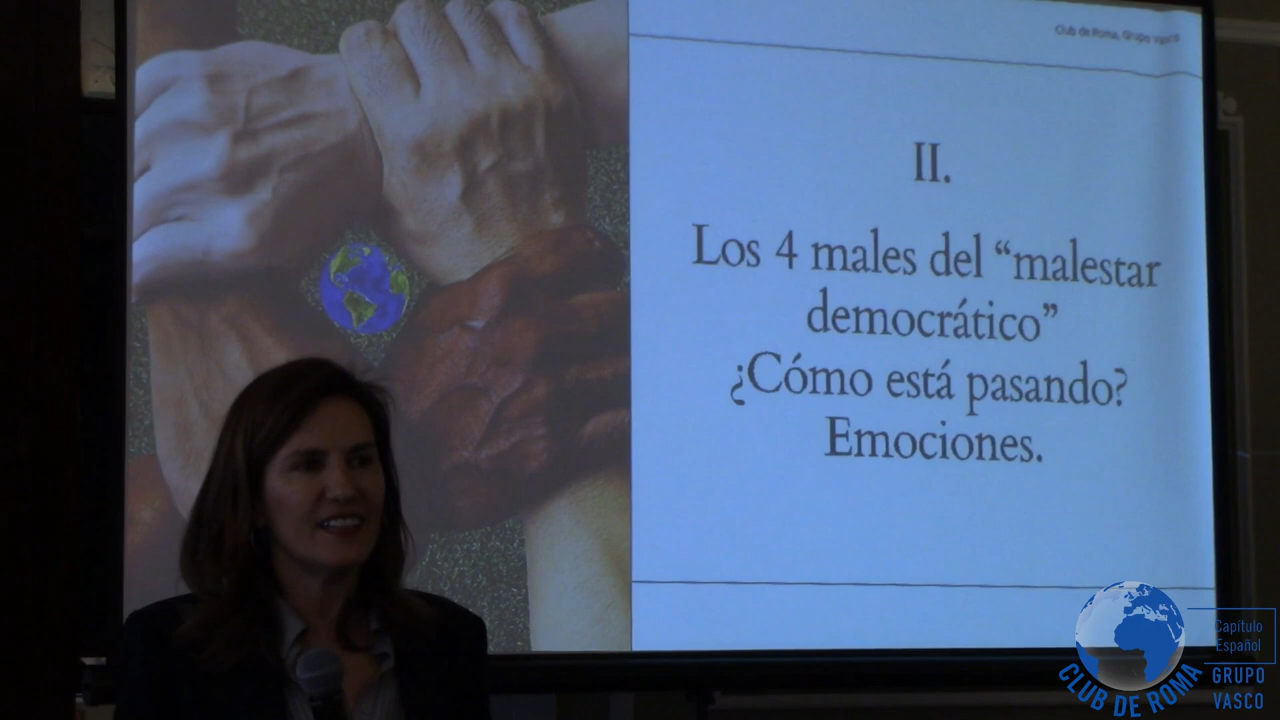 Club de Roma, Grupo Vasco
II.
Los 4 males del “malestar
democrático”
¿Cómo está pasando?
Emociones.
Capítulo
Español
GRUPO
VASCO
CLUB DE ROMA